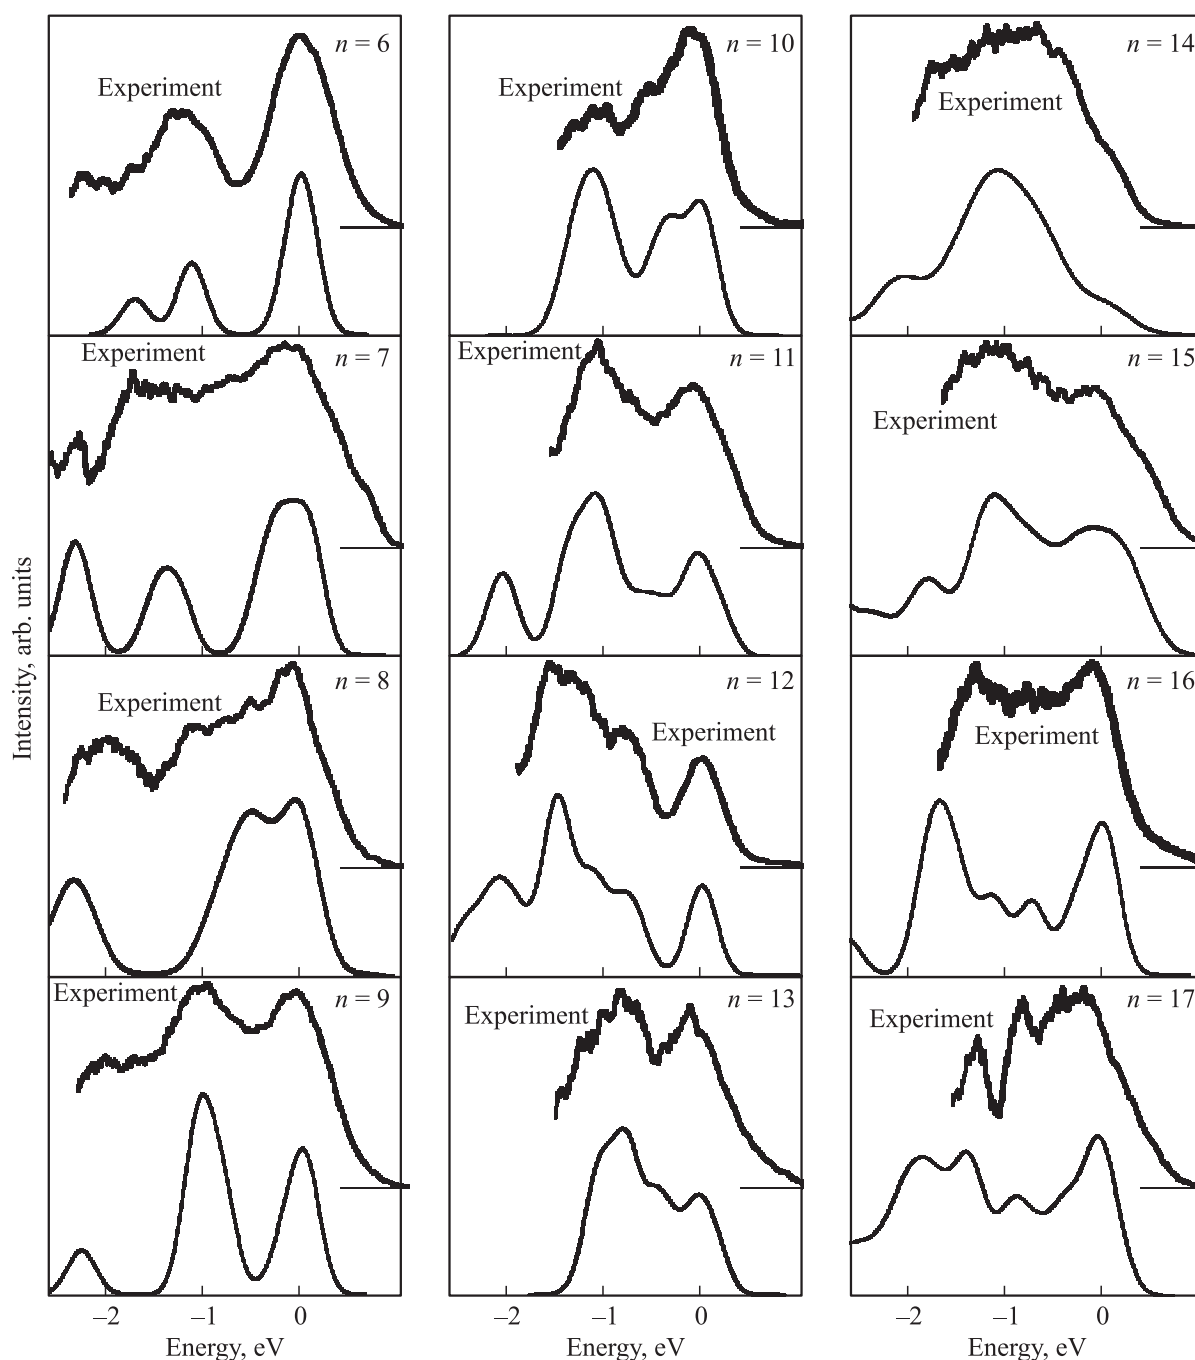 n = 6
Experiment
n = 10
Experiment
n = 14
Experiment
Experiment
n = 7
Experiment
n = 11
n = 15
Experiment
n = 8
Experiment
n = 12
Experiment
n = 16
Experiment
Experiment
n = 9
Experiment
n = 13
Experiment
n = 17
Intensity, arb. units
–2 –1 0
–2 –1 0
–2 –1 0
Energy, eV
Energy, eV
Energy, eV